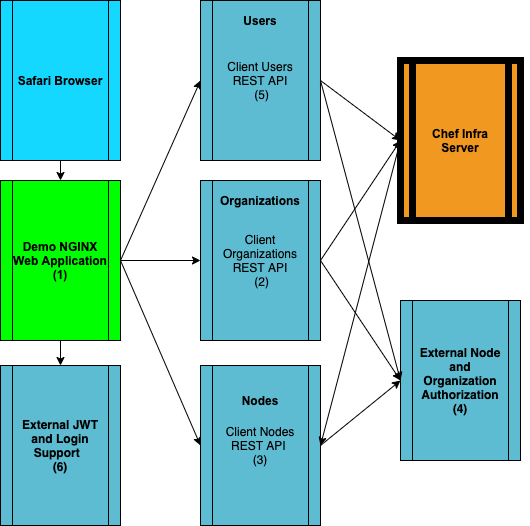 Safari Browser
Demo NGINX
Web Application
(1)
External JWT
and Login
Support
(6)
Users
Client Users
REST API
(5)
Organizations
Client
Organizations
REST API
(2)
Nodes
Client Nodes
REST API
(3)
Chef Infra
Server
External Node
and
Organization
Authorization
(4)